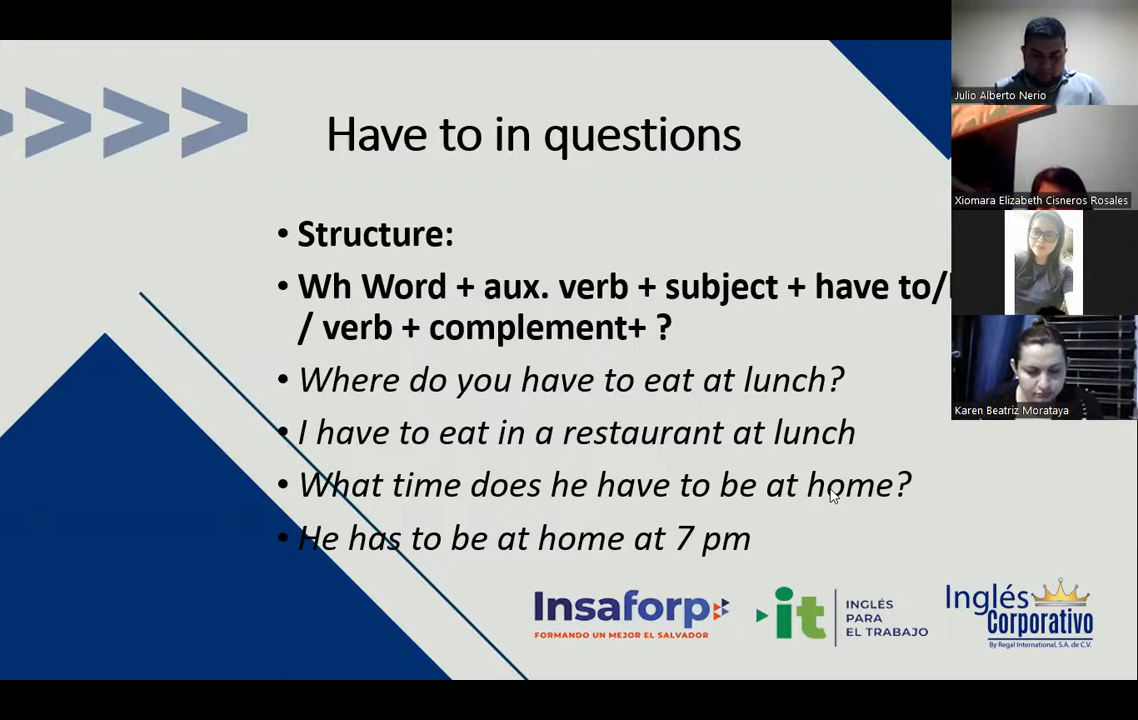 Have to in questions
• Structure:
• Wh Word + aux. verb + subject + have to/
/ verb + complement+ ?
• Where do you have to eat at lunch?
• I have to eat in a restaurant at lunch
• What time does he have to be at home?
• He has to be at home at 7 pm
Insaforp
FORMANDO UN MEJOR EL SALVADOR
it
INGLÉS
PARA
EL TRABAJO
Inglés
Corporativo
By Regal International, S.A. de C.V.
Julio Alberto Nerio
Xiomara Elizabeth Cisneros Rosales
Karen Beatriz Morataya